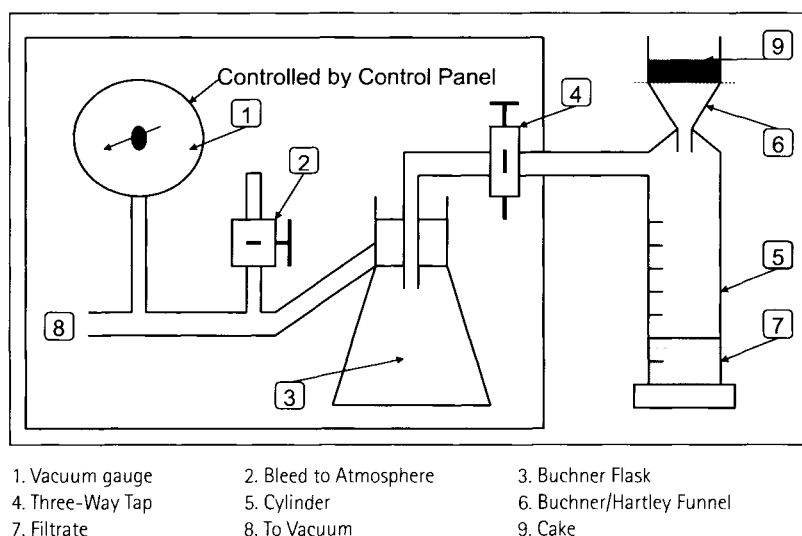 Controlled by Control Panel
1
2
3
4
5
6
7
8
9
1. Vacuum gauge 2. Bleed to Atmosphere 3. Buchner Flask
4. Three-Way Tap 5. Cylinder 6. Buchner/Hartley Funnel
7. Filtrate 8. To Vacuum 9. Cake